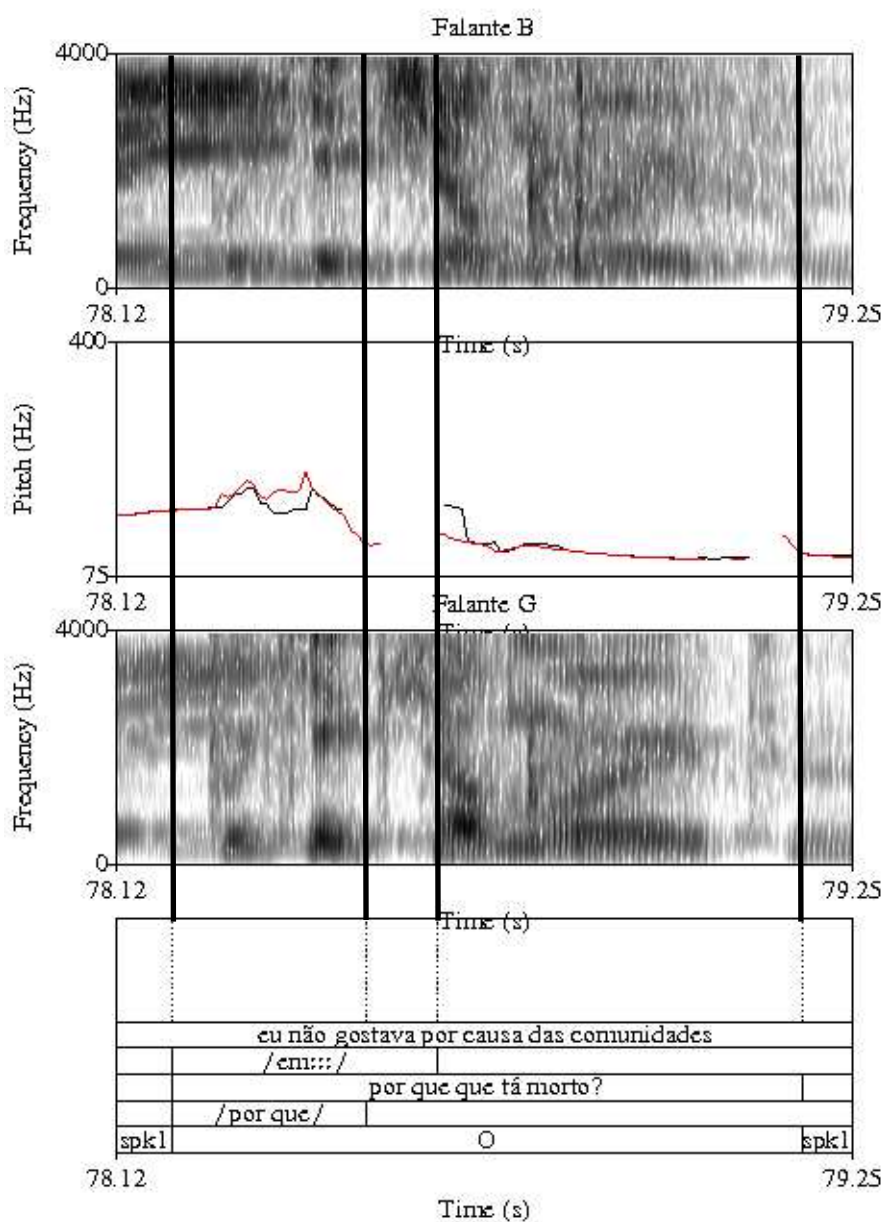 Falante B
4000
Frequency (Hz)
0
78.12
79.25
Time (s)
400
Pitch (Hz)
75
78.12
79.25
Time (s)
Falante G
4000
Frequency (Hz)
0
78.12
79.25
Time (s)
eu não gostava por causa das comunidades
/em:::/
por que que tá morto?
/por que/
spk1 O spk1
78.12
79.25
Time (s)